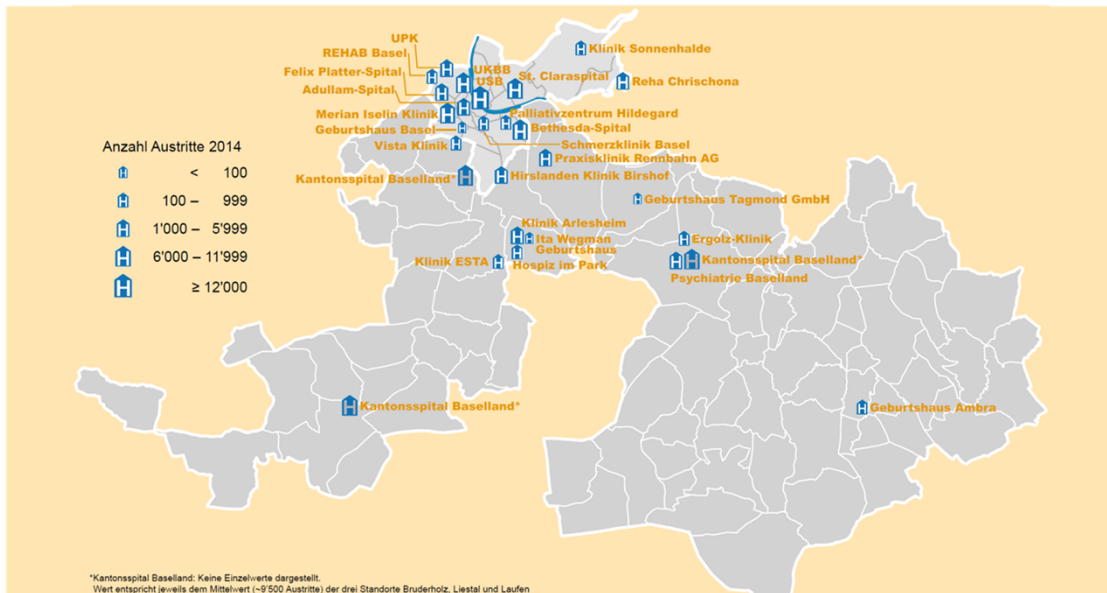 UPK
REHAB Basel
Felix Platter-Spital
Adullam-Spital
Merian Iselin Klinik
Geburtshaus Basel
Vista Klinik
Kantonsspital Baselland*
UKBB
USB
St. Claraspital
Klinik Sonnenhalde
Reha Chrischona
Palliativzentrum Hildegard
Bethesda-Spital
Schmerzklinik Basel
Praxisklinik Rennbahn AG
Hirslanden Klinik Birshof
Geburtshaus Tagmond GmbH
Klinik Arlesheim
Ita Wegman
Geburtshaus
Hospiz im Park
Klinik ESTA
Ergolz-Klinik
Kantonsspital Baselland*
Psychiatrie Baselland
Kantonsspital Baselland*
Geburtshaus Ambra
Anzahl Austritte 2014
< 100
100 – 999
1'000 – 5'999
6'000 – 11'999
≥ 12'000
*Kantonsspital Baselland: Keine Einzelwerte dargestellt.
Wert entspricht jeweils dem Mittelwert (~9'500 Austritte) der drei Standorte Bruderholz, Liestal und Laufen